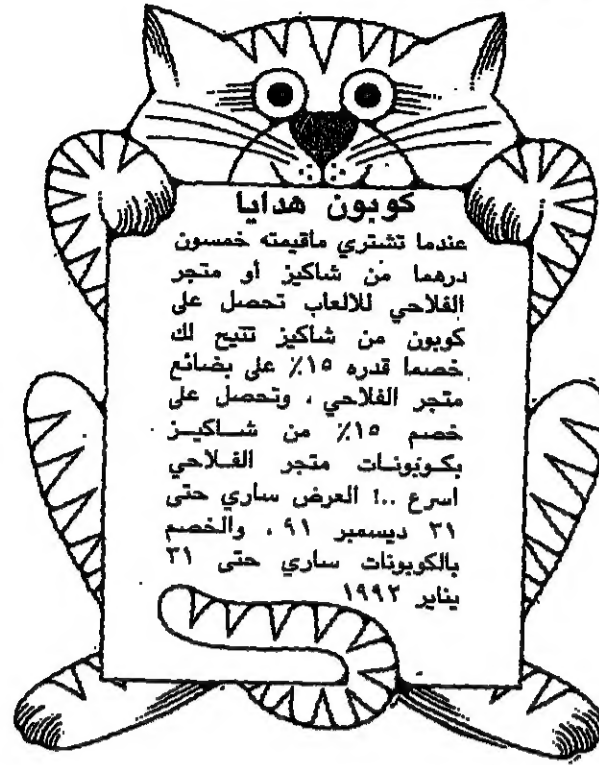 كوبون هدايا
عندما تشتري ماقيمته خمسون
درهما من شاكيز أو متجر
الفلاحي للالعاب تحصل على
كوبون من شاكيز تتيح لك
خصما قدره ١٥٪ على بضائع
متجر الفلاحي ، وتحصل على
خصم ١٥٪ من شاكيز
بكوبونات متجر الفلاحي
اسرع ..! العرض ساري حتى
٣١ ديسمبر ٩١ ، والخصم
بالكوبونات ساري حتى ٣١
يناير ١٩٩٢